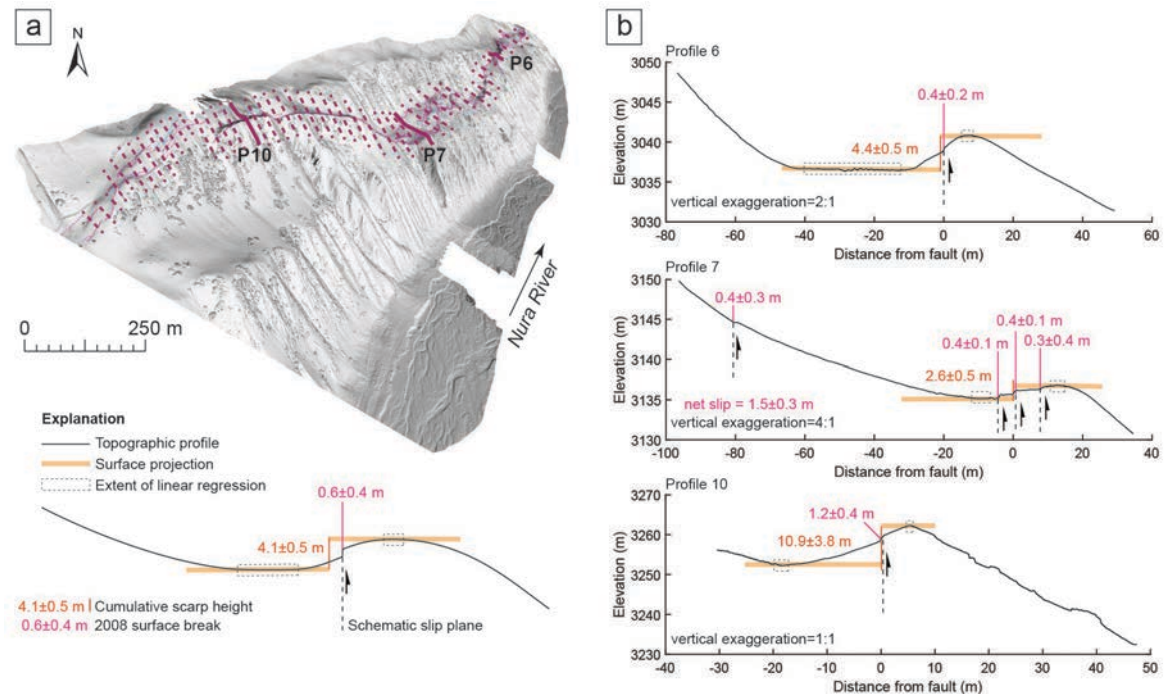 a
N
P6
P10
P7
0 250 m
Nura River
Explanation
Topographic profile
Surface projection
Extent of linear regression
0.6±0.4 m
4.1±0.5 m
4.1±0.5 m Cumulative scarp height
0.6±0.4 m 2008 surface break
Schematic slip plane
b
Profile 6
3050
3045
3040
3035
3030
Elevation (m)
0.4±0.2 m
4.4±0.5 m
vertical exaggeration=2:1
-80 -60 -40 -20 0 20 40 60
Distance from fault (m)
Profile 7
3150
3145
3140
3135
3130
Elevation (m)
0.4±0.3 m
0.4±0.1 m
0.4±0.1 m
0.3±0.4 m
2.6±0.5 m
net slip = 1.5±0.3 m
vertical exaggeration=4:1
-100 -80 -60 -40 -20 0 20 40
Distance from fault (m)
Profile 10
3270
3260
3250
3240
3230
Elevation (m)
1.2±0.4 m
10.9±3.8 m
vertical exaggeration=1:1
-40 -30 -20 -10 0 10 20 30 40 50
Distance from fault (m)